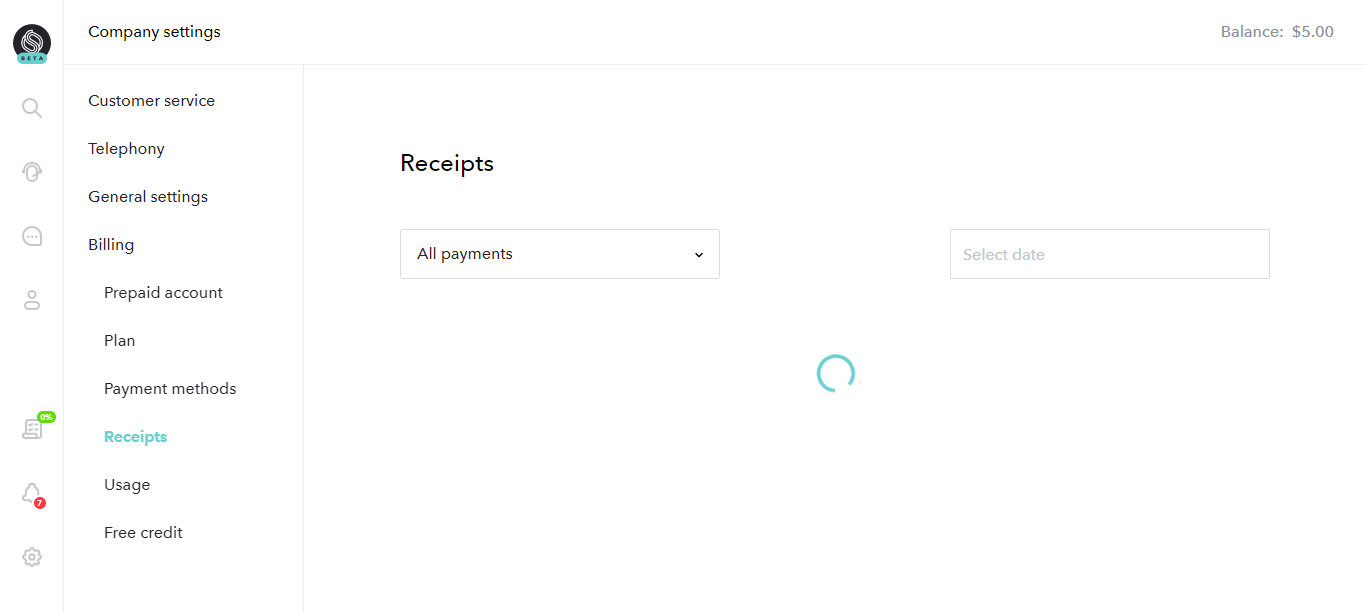 Company settings
Balance: $5.00
BETA
Customer service
Telephony
General settings
Billing
Prepaid account
Plan
Payment methods
Receipts
Usage
Free credit
Receipts
All payments
Select date
0%
7